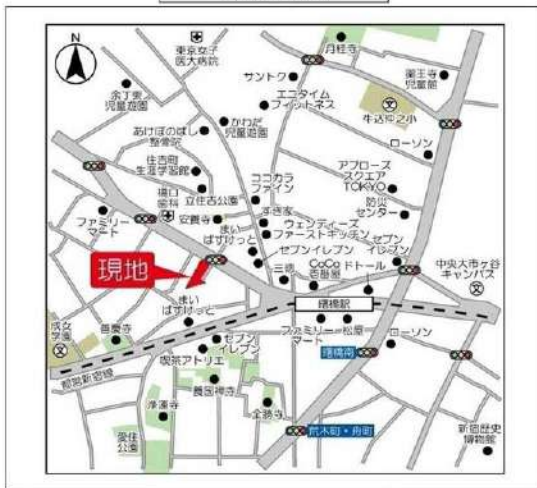 N
東京女子
医大病院
月桂寺
サントク
薬王寺
児童館
余丁東
児童遊園
エコタイム
フィットネス
牛込仲之小
かわだ
児童遊園
あけぼのばし
整骨院
ローソン
住吉町
生涯学習館
ココカラ
ファイン
アフローズ
スクエア
TOKYO
樋口
歯科
立住吉公園
すき家
防災
センター
ファミリー
マート
安養寺
まい
ばすけっと
ウェンディーズ
ファーストキッチン
セブンイレブン
セブン
イレブン
中央大市ヶ谷
キャンパス
現地
三徳
CoCo
壱番屋
ドトール
まい
ばすけっと
曙橋駅
成女
学園
善慶寺
セブン
イレブン
ファミリー
マート
松屋
ローソン
喫茶アトリエ
曙橋南
都営新宿線
養国禅寺
浄運寺
全勝寺
荒木町・舟町
愛住
公園
新宿歴史
博物館